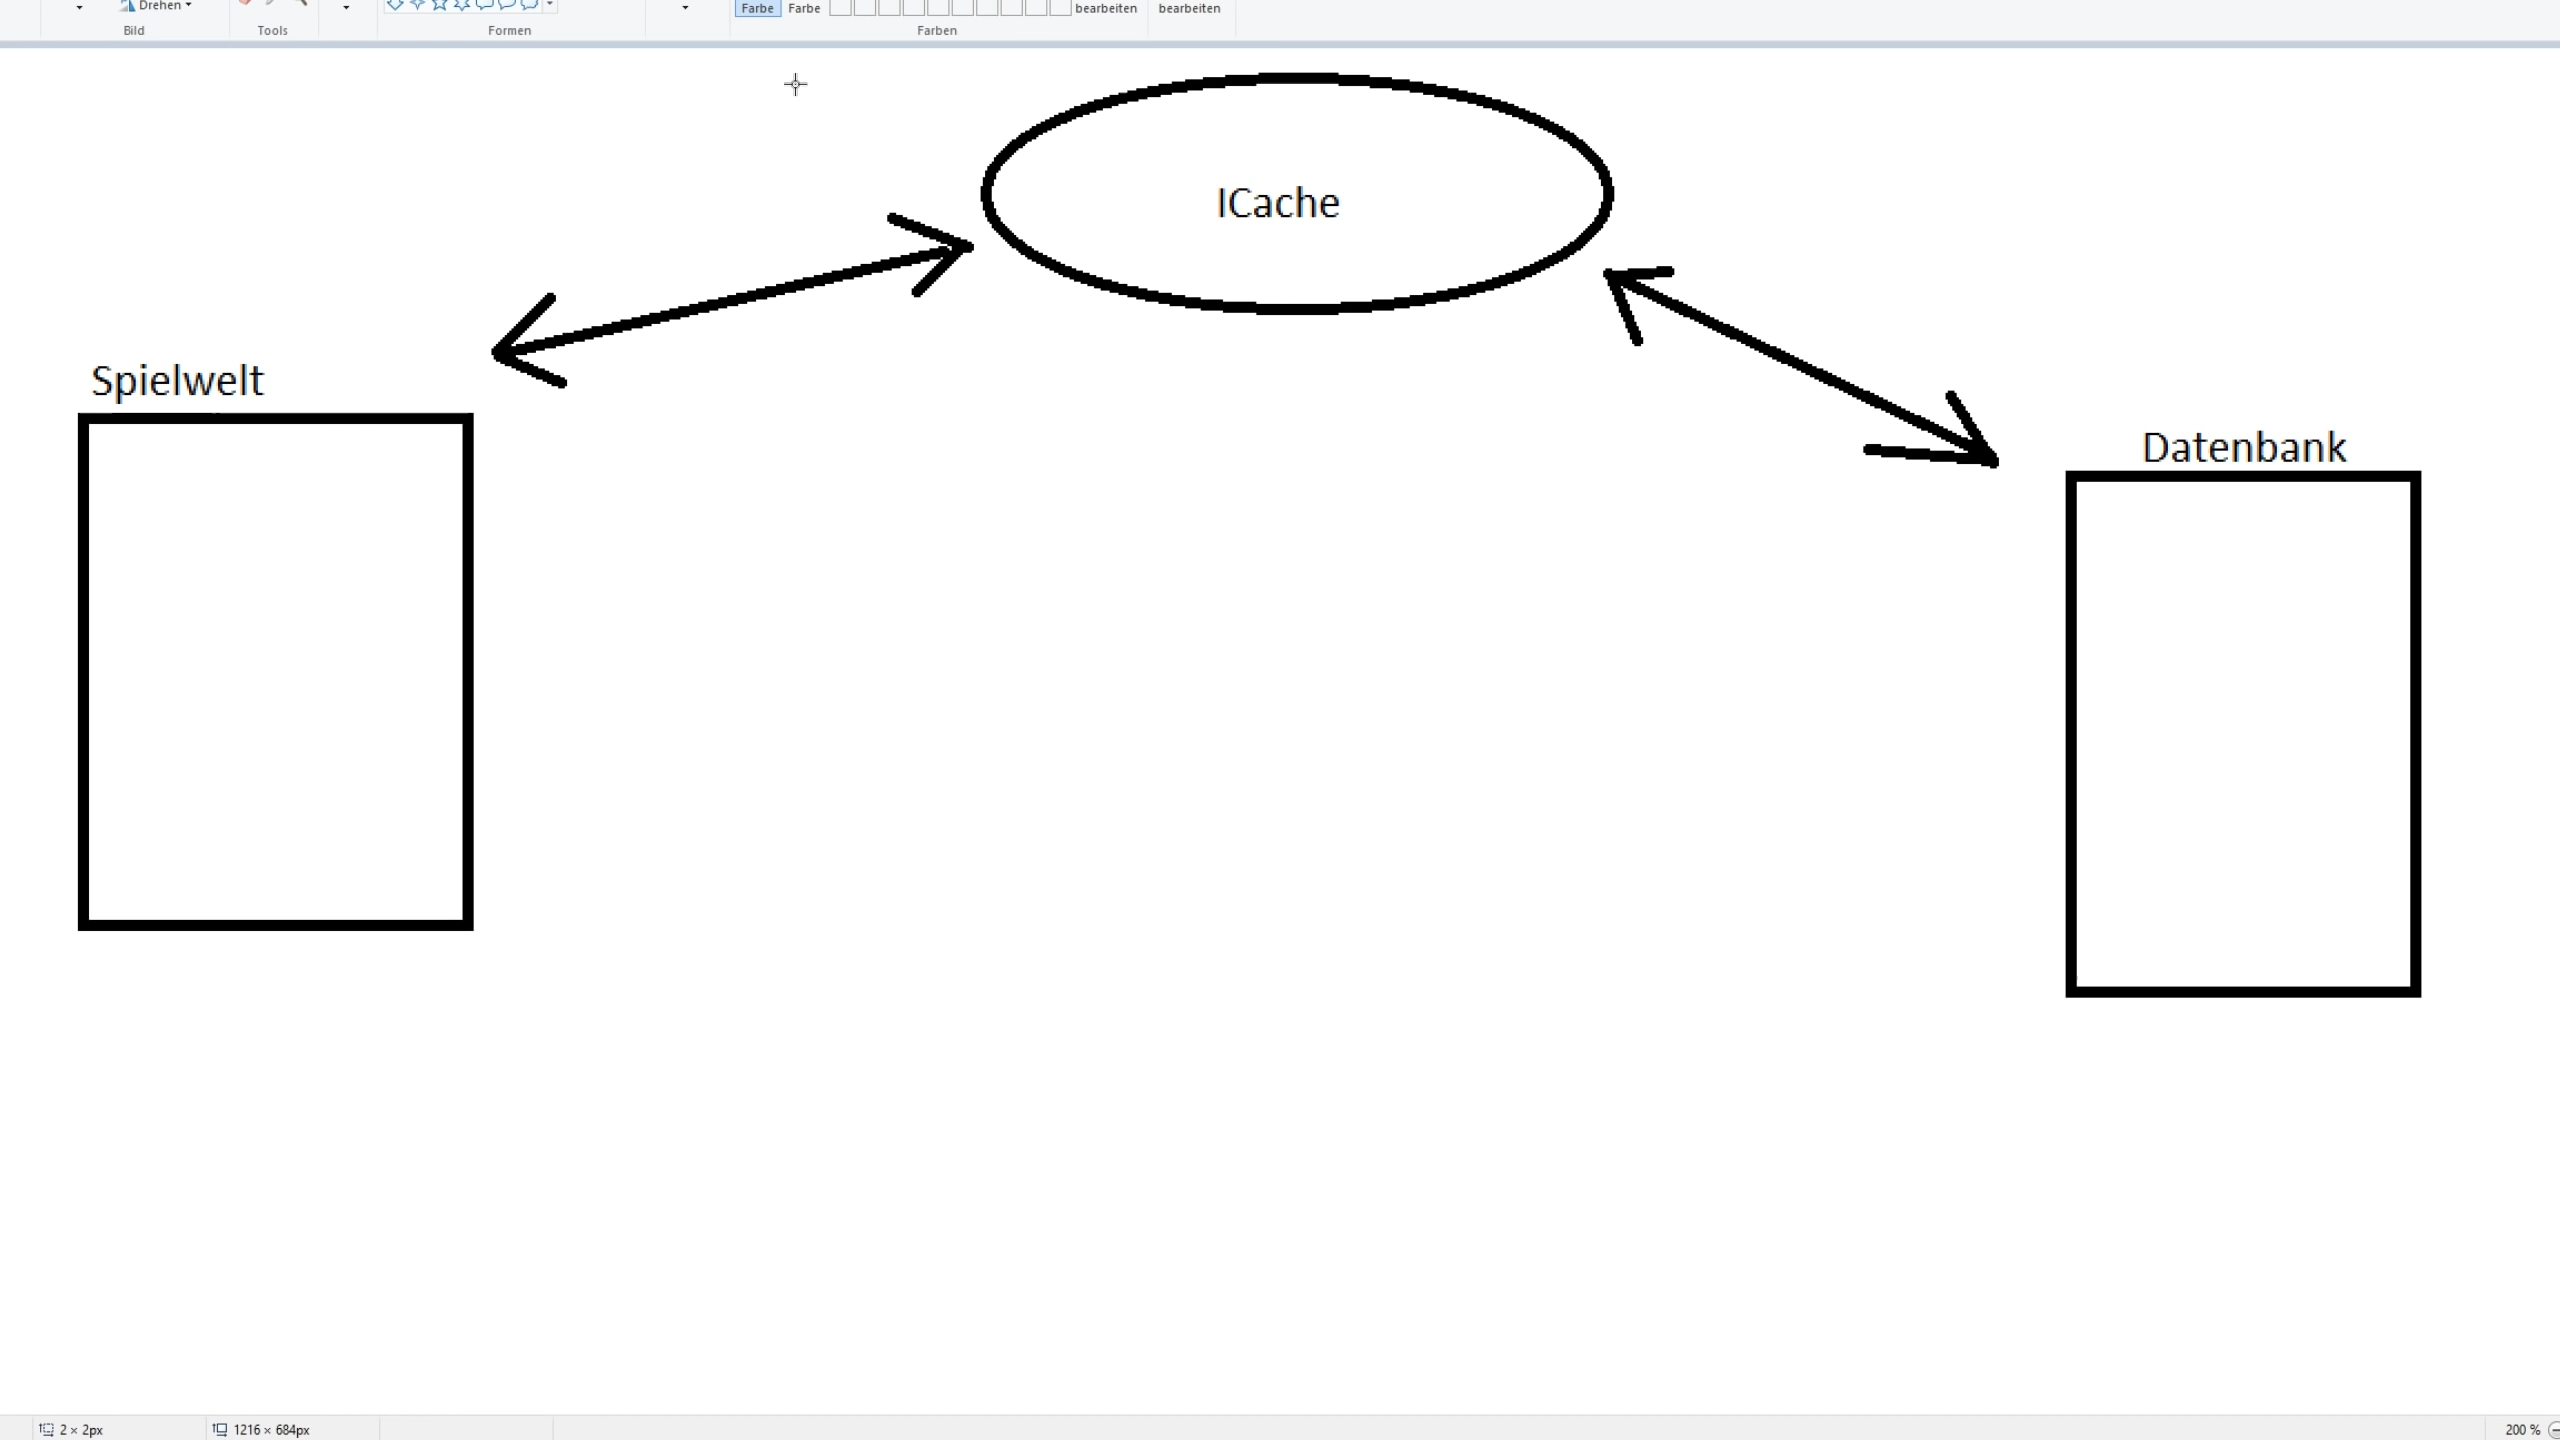 Drehen
Farbe Farbe bearbeiten bearbeiten
Bild Tools Formen Farben
ICache
Spielwelt
Datenbank
2 × 2px 1216 × 684px 200 %